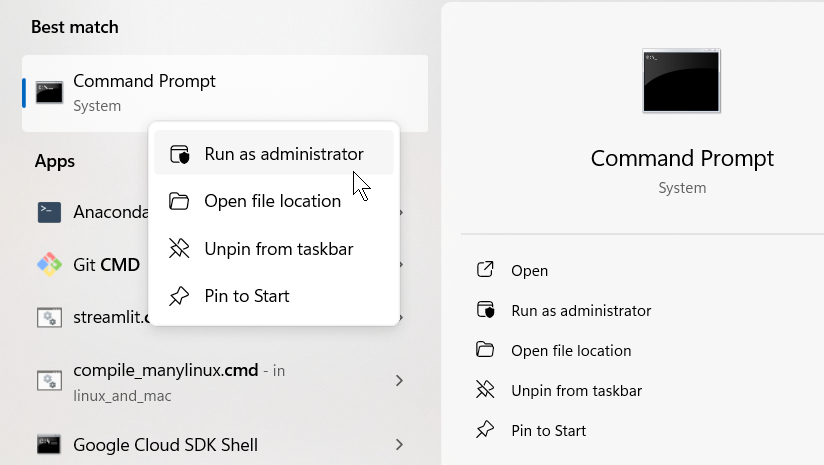 Best match
Command Prompt
System
Apps
Anaconda
Git CMD
streamlit.c
compile_manylinux.cmd - in
linux_and_mac
Google Cloud SDK Shell
Run as administrator
Open file location
Unpin from taskbar
Pin to Start
Command Prompt
System
Open
Run as administrator
Open file location
Unpin from taskbar
Pin to Start